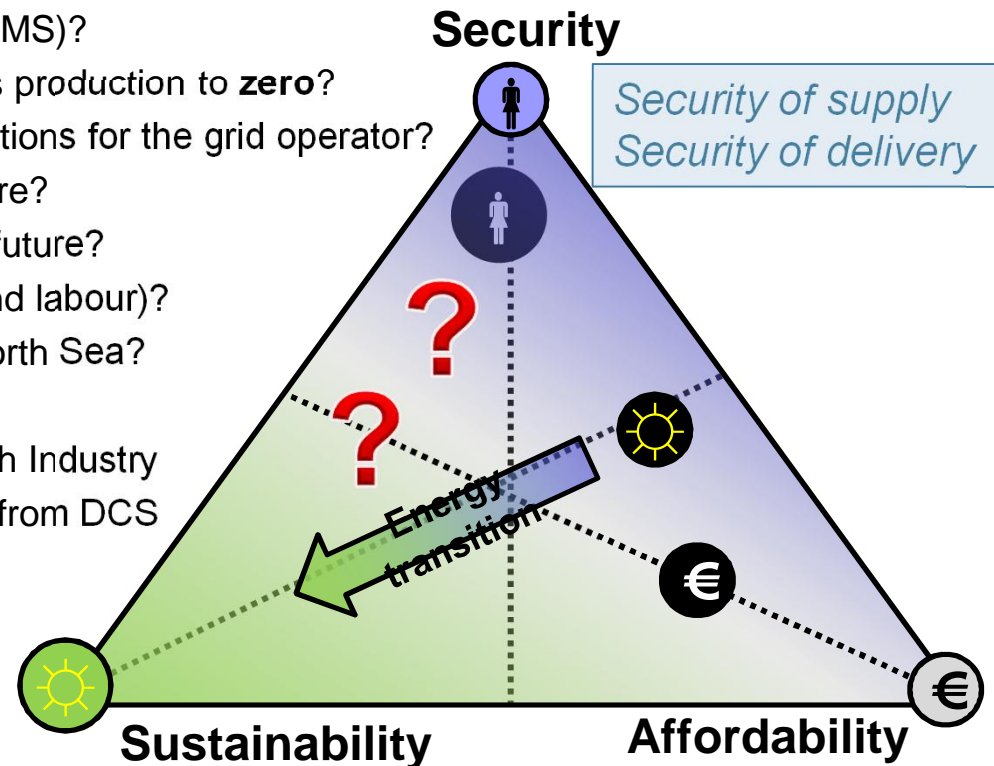 Security
MS)?
s production to zero?
Security of supply
tions for the grid operator?
Security of delivery
re?
future?
nd labour)?
orth Sea?
h Industry
from DCS
Energy
transition
€
€
Sustainability
Affordability